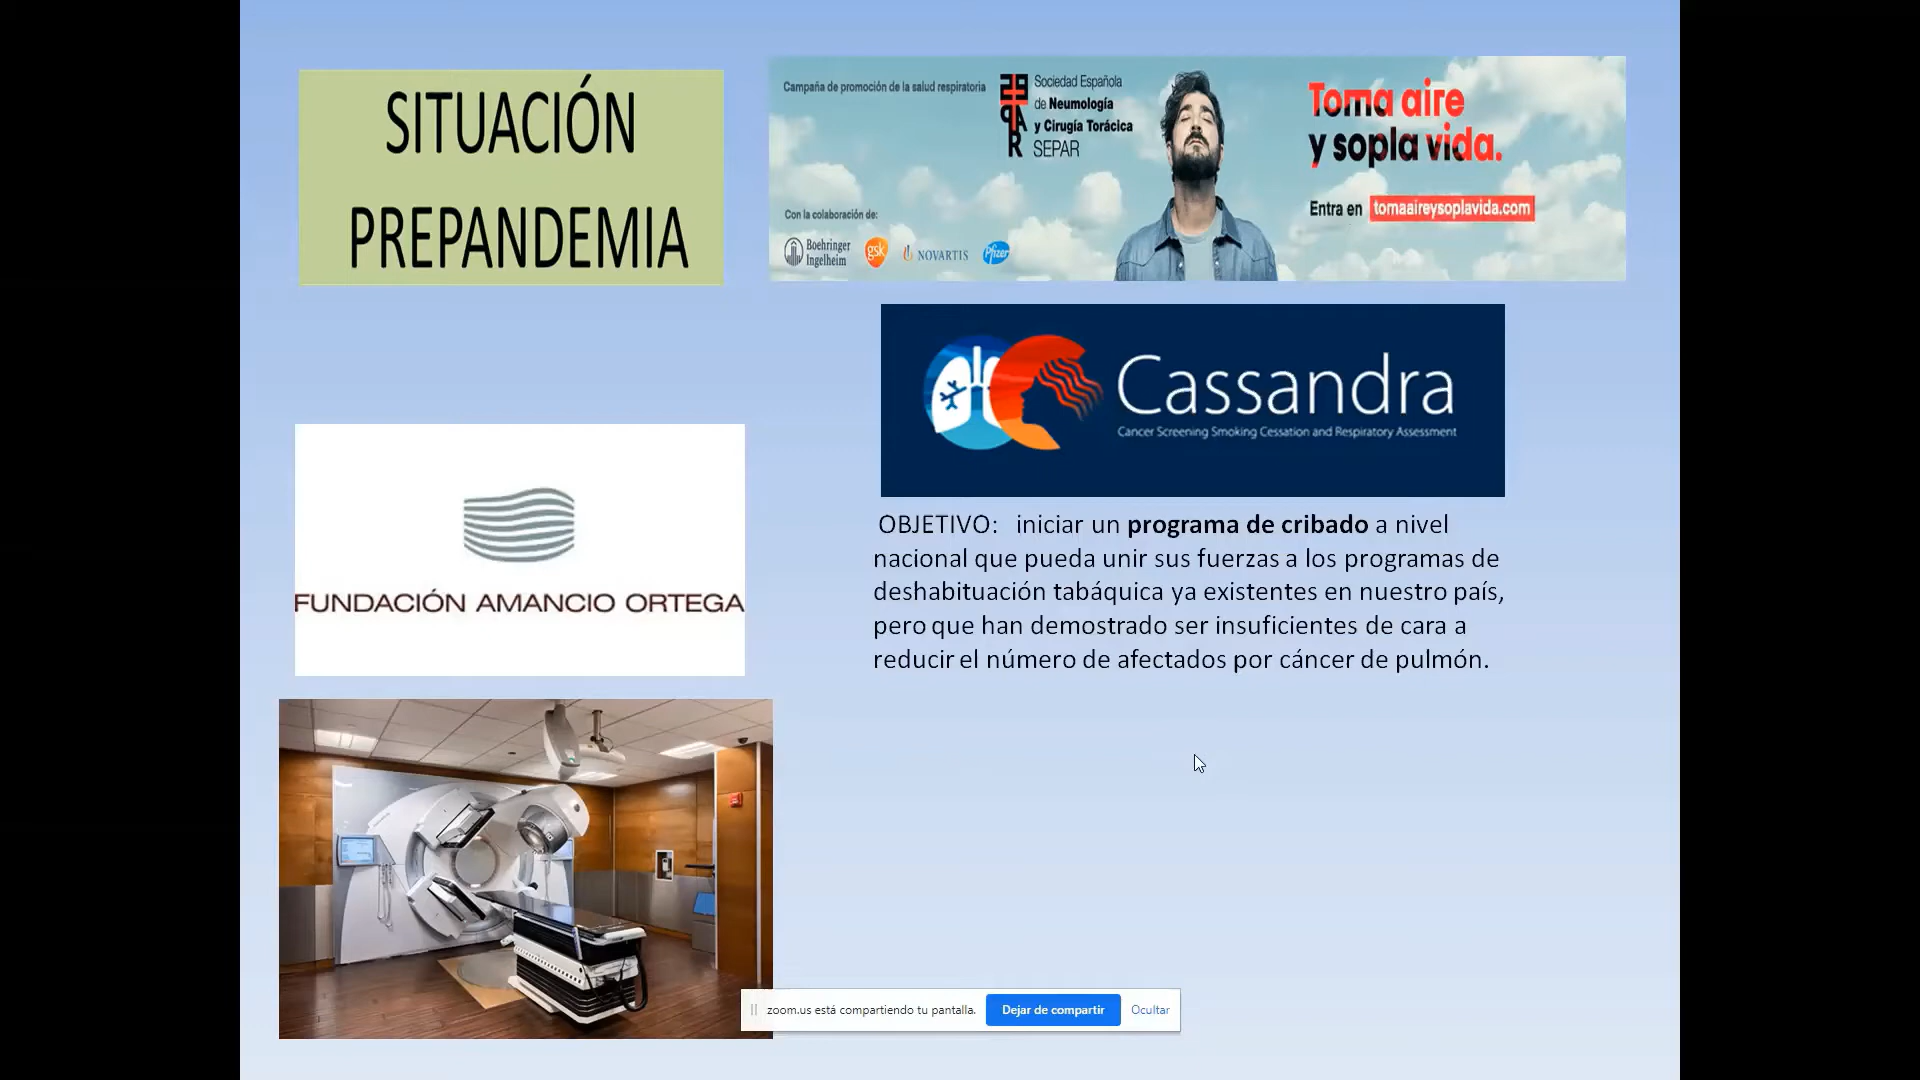 SITUACIÓN
PREPANDEMIA
Campaña de promoción de la salud respiratoria
SEPAR
Sociedad Española
de Neumología
y Cirugía Torácica
SEPAR
Con la colaboración de:
Boehringer
Ingelheim
gsk
NOVARTIS
Pfizer
Toma aire
y sopla vida.
Entra en tomaaireysoplavida.com
Cassandra
Cancer Screening Smoking Cessation and Respiratory Assessment
FUNDACIÓN AMANCIO ORTEGA
OBJETIVO: iniciar un programa de cribado a nivel
nacional que pueda unir sus fuerzas a los programas de
deshabituación tabáquica ya existentes en nuestro país,
pero que han demostrado ser insuficientes de cara a
reducir el número de afectados por cáncer de pulmón.
zoom.us está compartiendo tu pantalla.
Dejar de compartir
Ocultar